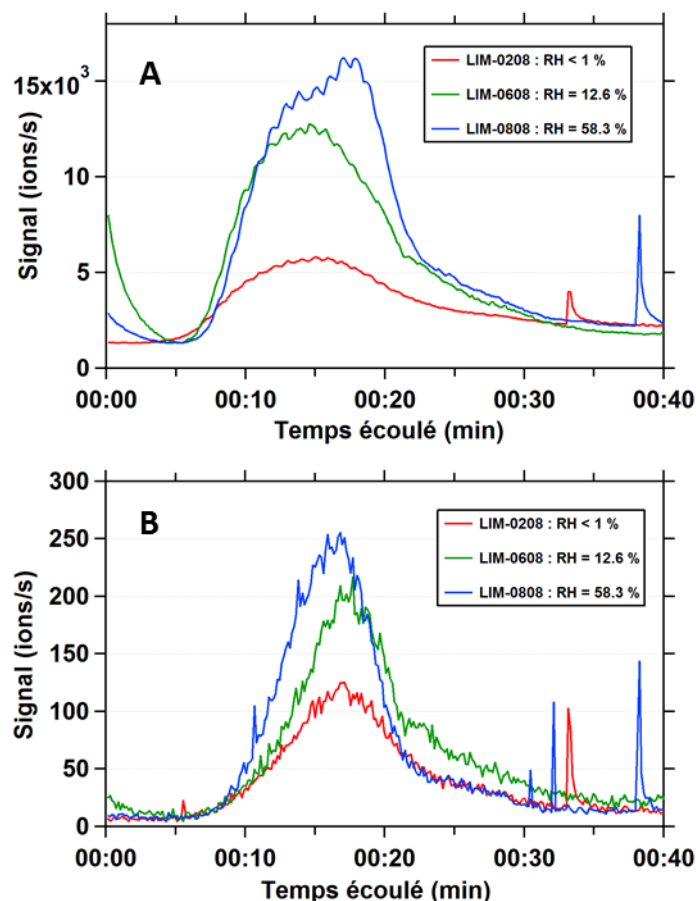 A
15x10³
10
5
0
Signal (ions/s)
LIM-0208 : RH < 1 %
LIM-0608 : RH = 12.6 %
LIM-0808 : RH = 58.3 %
00:00 00:10 00:20 00:30 00:40
Temps écoulé (min)
B
300
250
200
150
100
50
0
Signal (ions/s)
LIM-0208 : RH < 1 %
LIM-0608 : RH = 12.6 %
LIM-0808 : RH = 58.3 %
00:00 00:10 00:20 00:30 00:40
Temps écoulé (min)